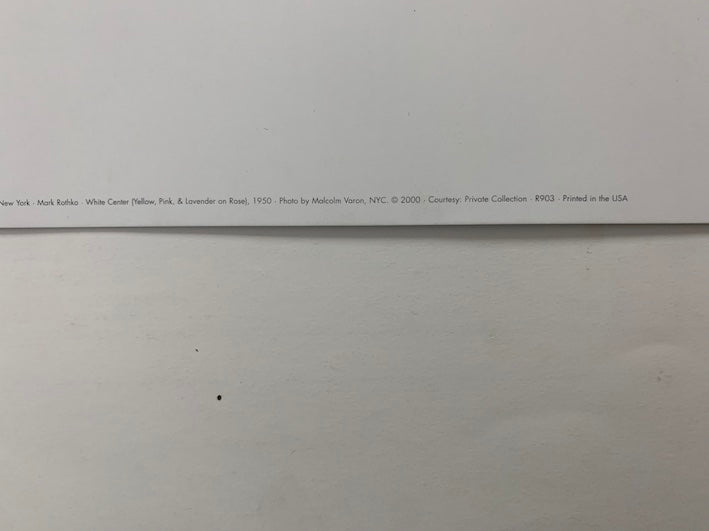 New York · Mark Rothko · White Center (Yellow, Pink, & Lavender on Rose), 1950 · Photo by Malcolm Varon, NYC. © 2000 · Courtesy: Private Collection · R903 · Printed in the USA